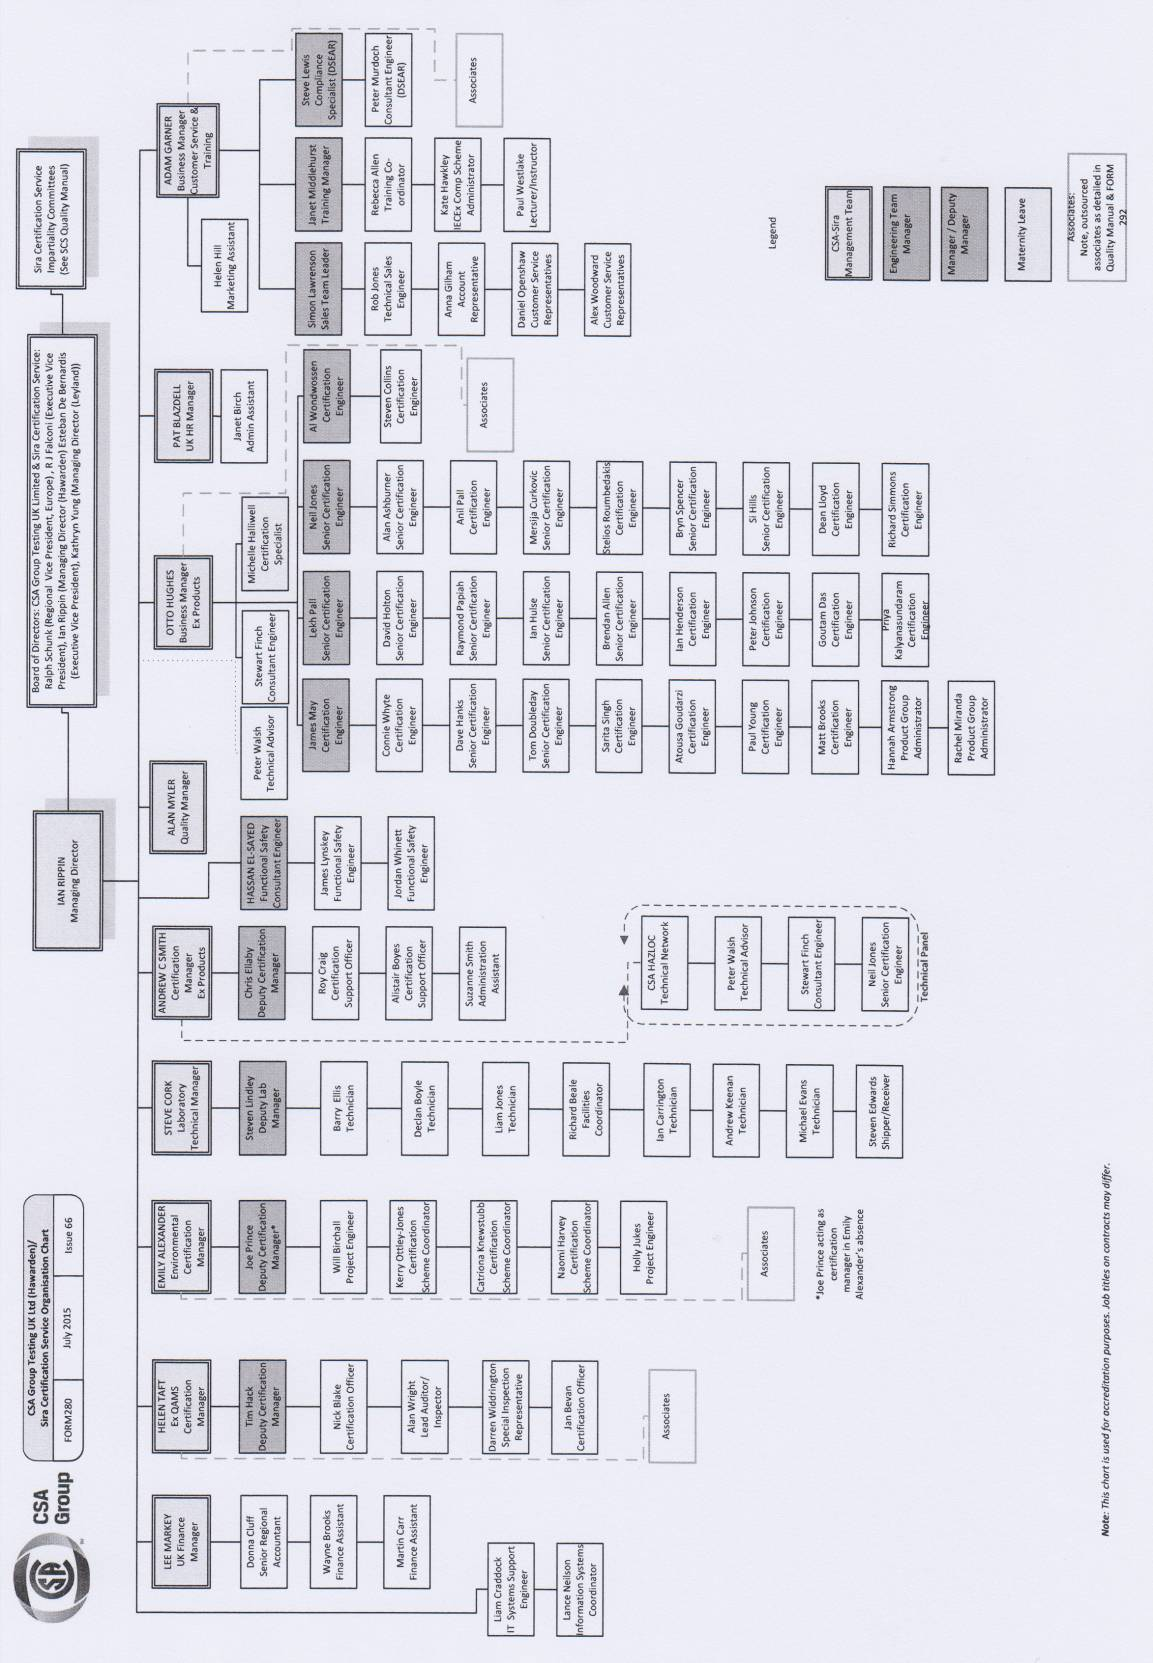 CSA
Group
TM
CSA Group Testing UK Ltd (Hawarden)/
Sira Certification Service Organisation Chart
FORM280
July 2015
Issue 66
IAN RIPPIN
Managing Director
Board of Directors: CSA Group Testing UK Limited & Sira Certification Service:
Ralph Schunk (Regional Vice President, Europe), R J Falconi (Executive Vice
President), Ian Rippin (Managing Director (Hawarden) Esteban De Bernardis
(Executive Vice President), Kathryn Yung (Managing Director (Leyland))
Sira Certification Service
Impartiality Committees
(See SCS Quality Manual)
LEE MARKEY
UK Finance
Manager
Donna Cluff
Senior Regional
Accountant
Wayne Brooks
Finance Assistant
Martin Carr
Finance Assistant
Liam Craddock
IT Systems Support
Engineer
Lance Neilson
Information Systems
Coordinator
HELEN TAFT
Ex QAMS
Certification
Manager
Tim Hack
Deputy Certification
Manager
Nick Blake
Certification Officer
Alan Wright
Lead Auditor/
Inspector
Darren Widdrington
Special Inspection
Representative
Jan Bevan
Certification Officer
Associates
EMILY ALEXANDER
Environmental
Certification
Manager
Joe Prince
Deputy Certification
Manager*
Will Birchall
Project Engineer
Kerry Ottley-Jones
Certification
Scheme Coordinator
Catriona Knewstubb
Certification
Scheme Coordinator
Naomi Harvey
Certification
Scheme Coordinator
Holly Jukes
Project Engineer
Associates
*Joe Prince acting as
certification
manager in Emily
Alexander's absence
STEVE CORK
Laboratory
Technical Manager
Steven Lindley
Deputy Lab
Manager
Barry Ellis
Technician
Declan Boyle
Technician
Liam Jones
Technician
Richard Beale
Facilities
Coordinator
Ian Carrington
Technician
Andrew Keenan
Technician
Michael Evans
Technician
Steven Edwards
Shipper/Receiver
ANDREW C SMITH
Certification
Manager
Ex Products
Chris Ellaby
Deputy Certification
Manager
Roy Craig
Certification
Support Officer
Alistair Boyes
Certification
Support Officer
Suzanne Smith
Administration
Assistant
CSA HAZLOC
Technical Network
Peter Walsh
Technical Advisor
Stewart Finch
Consultant Engineer
Neil Jones
Senior Certification
Engineer
Technical Panel
HASSAN EL-SAYED
Functional Safety
Consultant Engineer
James Lynskey
Functional Safety
Engineer
Jordan Whinett
Functional Safety
Engineer
ALAN MYLER
Quality Manager
OTTO HUGHES
Business Manager
Ex Products
Peter Walsh
Technical Advisor
Stewart Finch
Consultant Engineer
Michelle Halliwell
Certification
Specialist
James May
Certification
Engineer
Connie Whyte
Certification
Engineer
Dave Hanks
Senior Certification
Engineer
Tom Doubleday
Senior Certification
Engineer
Sarita Singh
Certification
Engineer
Atousa Goudarzi
Certification
Engineer
Paul Young
Certification
Engineer
Matt Brooks
Certification
Engineer
Hannah Armstrong
Product Group
Administrator
Rachel Miranda
Product Group
Administrator
Lekh Pall
Senior Certification
Engineer
David Holton
Senior Certification
Engineer
Raymond Papiah
Senior Certification
Engineer
Ian Hulse
Senior Certification
Engineer
Brendan Allen
Senior Certification
Engineer
Ian Henderson
Certification
Engineer
Peter Johnson
Certification
Engineer
Goutam Das
Certification
Engineer
Priya
Kalyanasundaram
Certification
Engineer
Neil Jones
Senior Certification
Engineer
Alan Ashburner
Senior Certification
Engineer
Anil Pall
Certification
Engineer
Mersija Curkovic
Senior Certification
Engineer
Stelios Roumbedakis
Certification
Engineer
Bryn Spencer
Senior Certification
Engineer
Si Hills
Senior Certification
Engineer
Dean Lloyd
Certification
Engineer
Richard Simmons
Certification
Engineer
Al Wondwossen
Certification
Engineer
Steven Collins
Certification
Engineer
Associates
PAT BLAZDELL
UK HR Manager
Janet Birch
Admin Assistant
ADAM GARNER
Business Manager
Customer Service &
Training
Helen Hill
Marketing Assistant
Simon Lawrenson
Sales Team Leader
Rob Jones
Technical Sales
Engineer
Anna Gilham
Account
Representative
Daniel Openshaw
Customer Service
Representatives
Alex Woodward
Customer Service
Representatives
Janet Middlehurst
Training Manager
Rebecca Allen
Training Co-
ordinator
Kate Hawkley
IECEx Comp Scheme
Administrator
Paul Westlake
Lecturer/Instructor
Steve Lewis
Compliance
Specialist (DSEAR)
Peter Murdoch
Consultant Engineer
(DSEAR)
Associates
Legend
CSA-Sira
Management Team
Engineering Team
Manager
Manager / Deputy
Manager
Maternity Leave
Associates:
Note, outsourced
associates as detailed in
Quality Manual & FORM
292
Note: This chart is used for accreditation purposes. Job titles on contracts may differ.